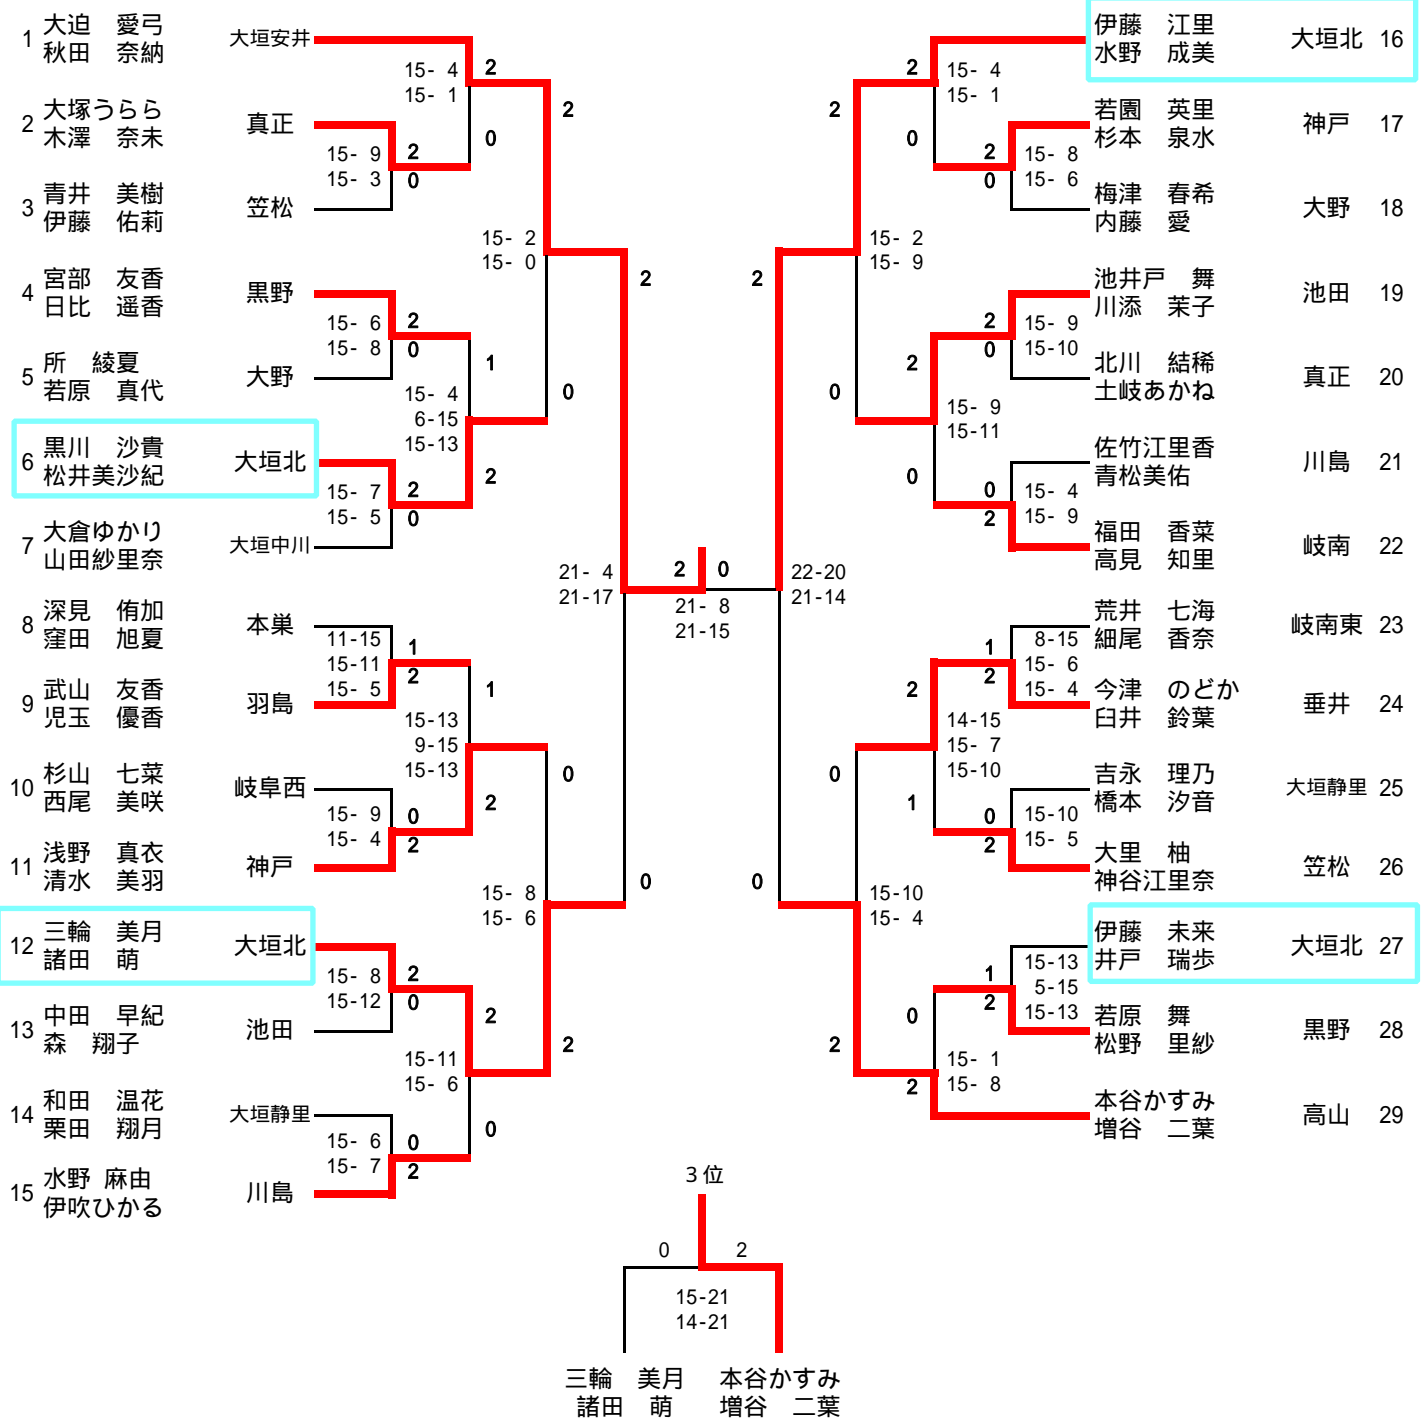 1 大迫 愛弓 大垣安井
秋田 奈納
2 大塚うらら 真正
木澤 奈未
3 青井 美樹 笠松
伊藤 佑莉
4 宮部 友香 黒野
日比 遥香
5 所 綾夏 大野
若原 真代
6 黒川 沙貴 大垣北
松井美沙紀
7 大倉ゆかり 大垣中川
山田紗里奈
8 深見 侑加 本巣
窪田 旭夏
9 武山 友香 羽島
児玉 優香
10 杉山 七菜 岐阜西
西尾 美咲
11 浅野 真衣 神戸
清水 美羽
12 三輪 美月 大垣北
諸田 萌
13 中田 早紀 池田
森 翔子
14 和田 温花 大垣静里
栗田 翔月
15 水野 麻由 川島
伊吹ひかる
15- 9
15- 3
2
0
15- 6
15- 8
2
0
15- 7
15- 5
2
0
11-15
15-11
15- 5
1
2
15- 9
15- 4
0
2
15- 8
15-12
2
0
15- 6
15- 7
0
2
15- 4
15- 1
2
0
15- 4
6-15
15-13
1
2
15-13
9-15
15-13
1
2
15-11
15- 6
2
0
15- 2
15- 0
2
0
15- 8
15- 6
0
2
21- 4
21-17
2
0
2 0
21- 8
21-15
22-20
21-14
2
0
15- 2
15- 9
2
0
15-10
15- 4
0
2
15- 4
15- 1
2
0
15- 9
15-11
2
0
14-15
15- 7
15-10
2
1
15- 1
15- 8
0
2
2
0
15- 8
15- 6
2
0
15- 9
15-10
0
2
15- 4
15- 9
1
2
8-15
15- 6
15- 4
0
2
15-10
15- 5
1
2
15-13
5-15
15-13
伊藤 江里 大垣北 16
水野 成美
若園 英里 神戸 17
杉本 泉水
梅津 春希 大野 18
内藤 愛
池井戸 舞 池田 19
川添 茉子
北川 結稀 真正 20
土岐あかね
佐竹江里香 川島 21
青松美佑
福田 香菜 岐南 22
高見 知里
荒井 七海 岐南東 23
細尾 香奈
今津 のどか 垂井 24
臼井 鈴葉
吉永 理乃 大垣静里 25
橋本 汐音
大里 柚 笠松 26
神谷江里奈
伊藤 未来 大垣北 27
井戸 瑞歩
若原 舞 黒野 28
松野 里紗
本谷かすみ 高山 29
増谷 二葉
3位
0 2
15-21
14-21
三輪 美月 本谷かすみ
諸田 萌 増谷 二葉